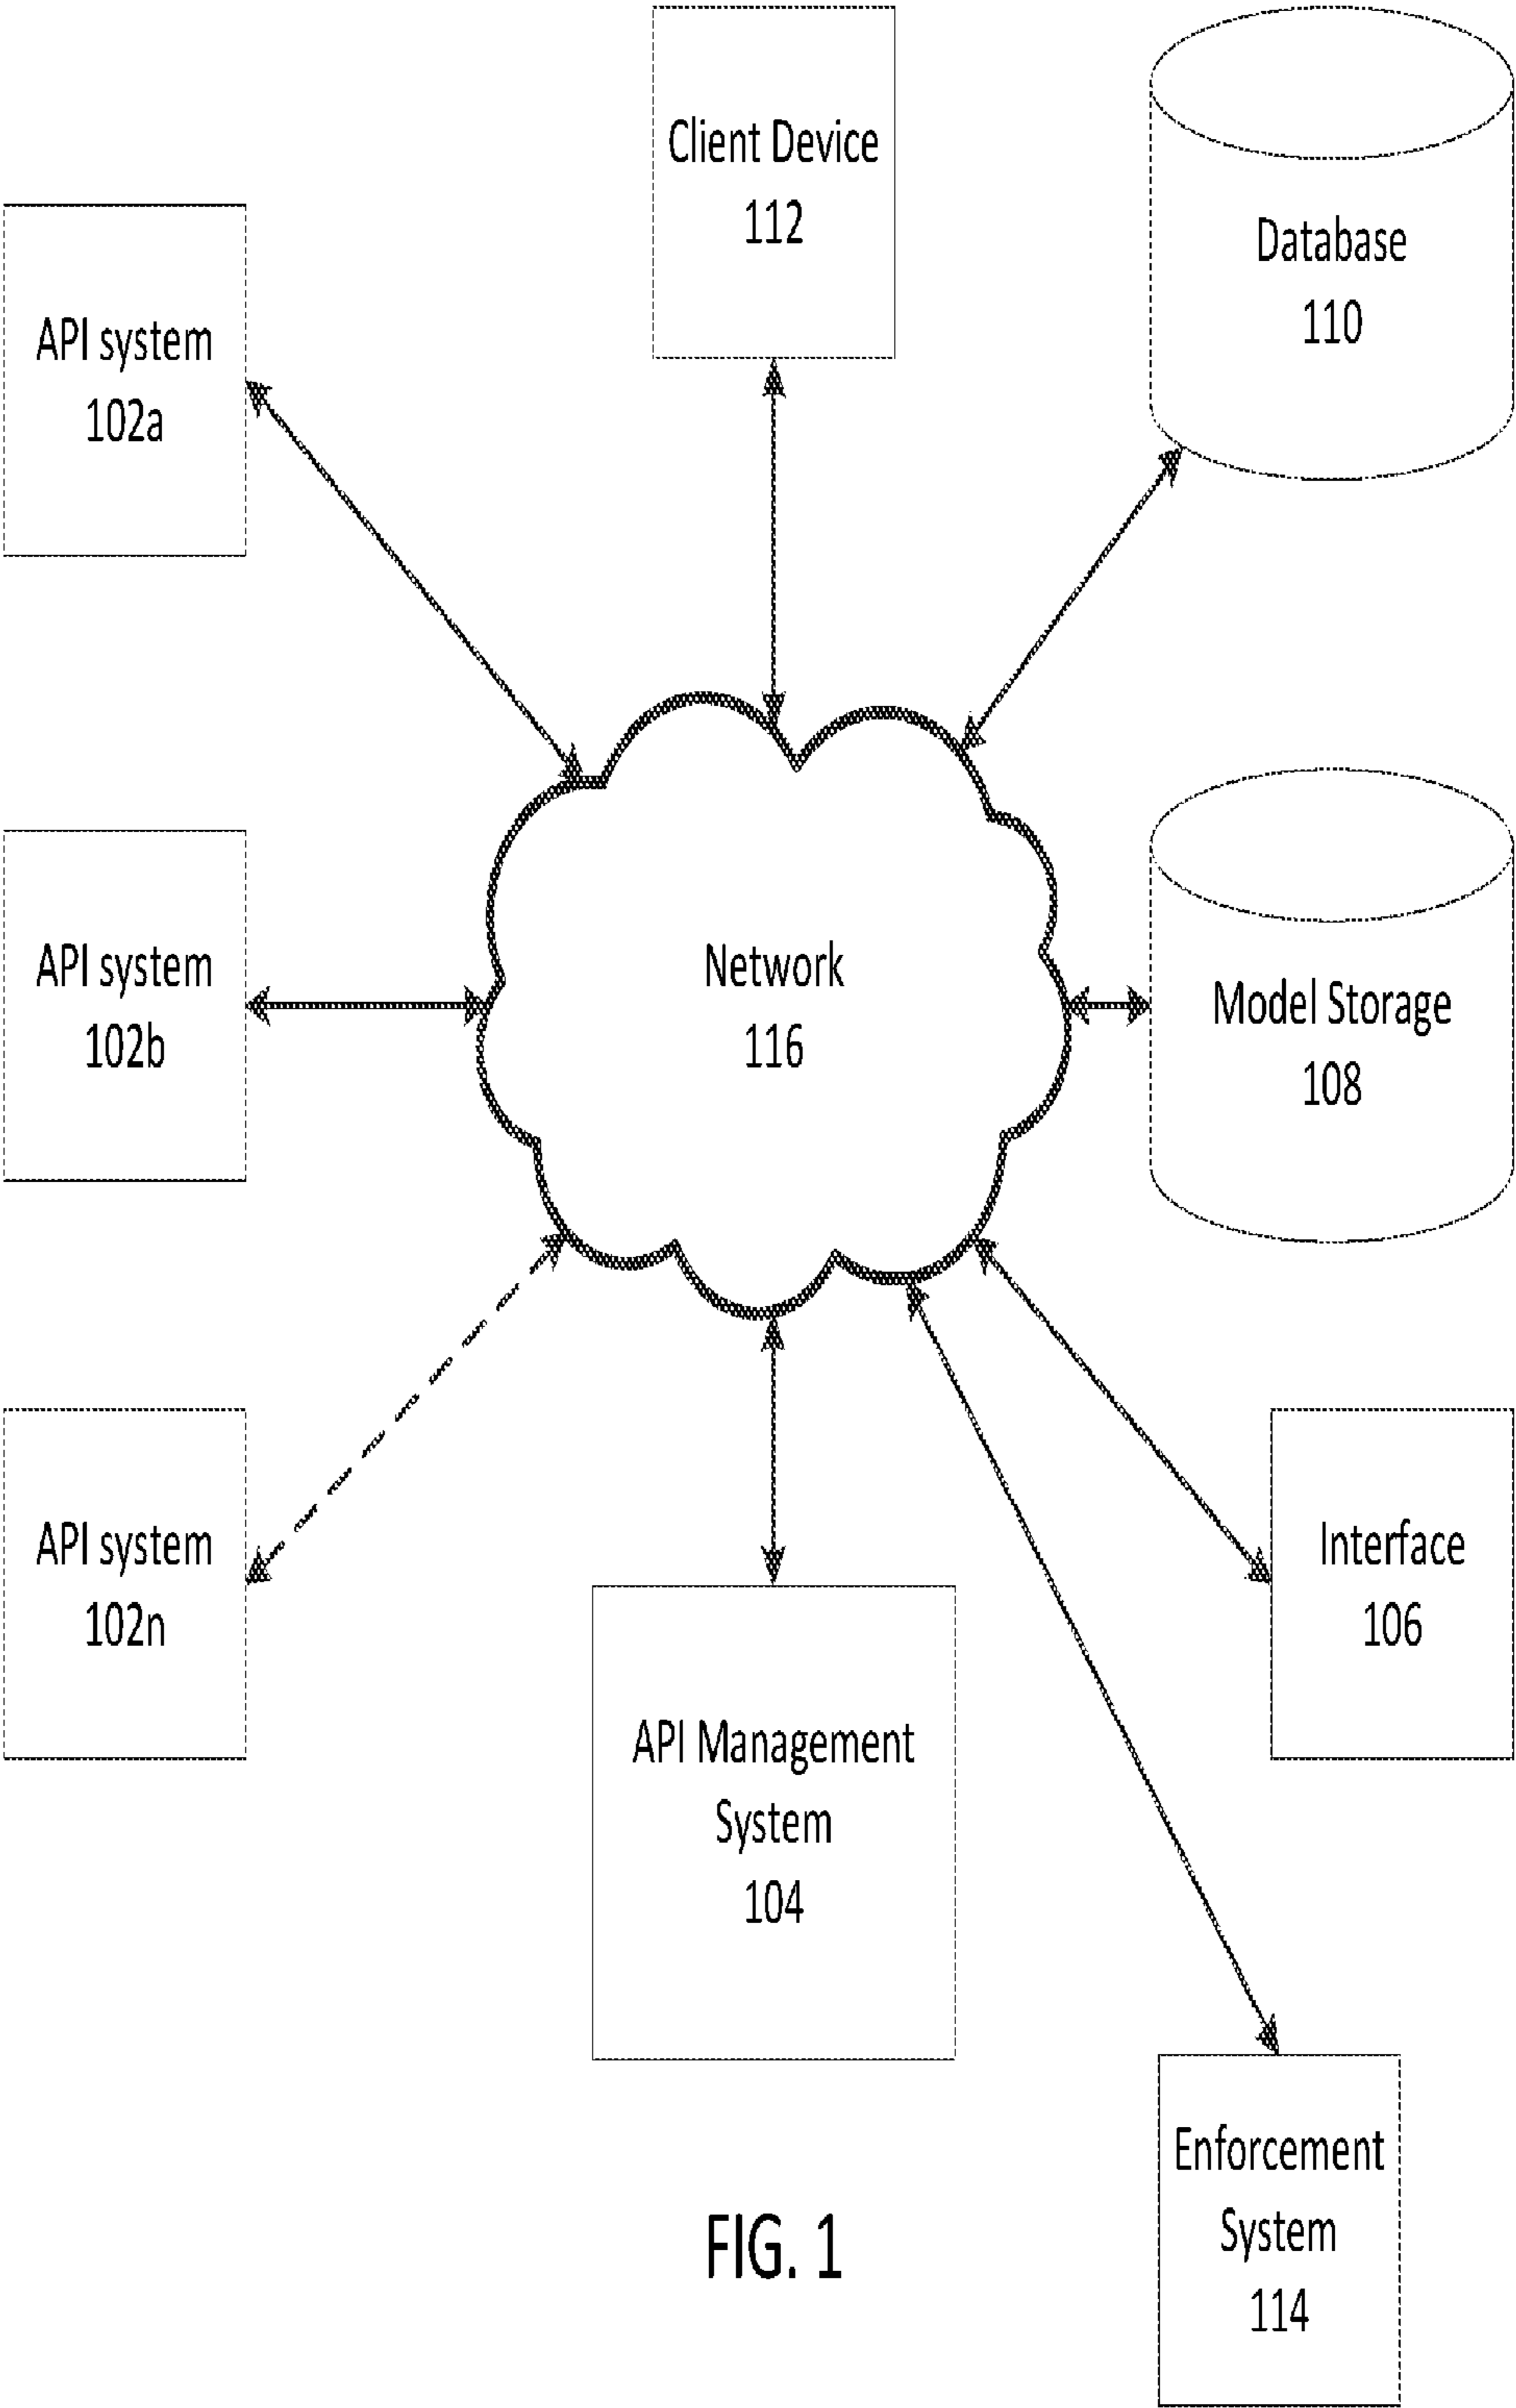 Client Device
112
Database
110
API system
102a
API system
102b
Network
116
Model Storage
108
API system
102n
Interface
106
API Management
System
104
Enforcement
System
114
FIG. 1